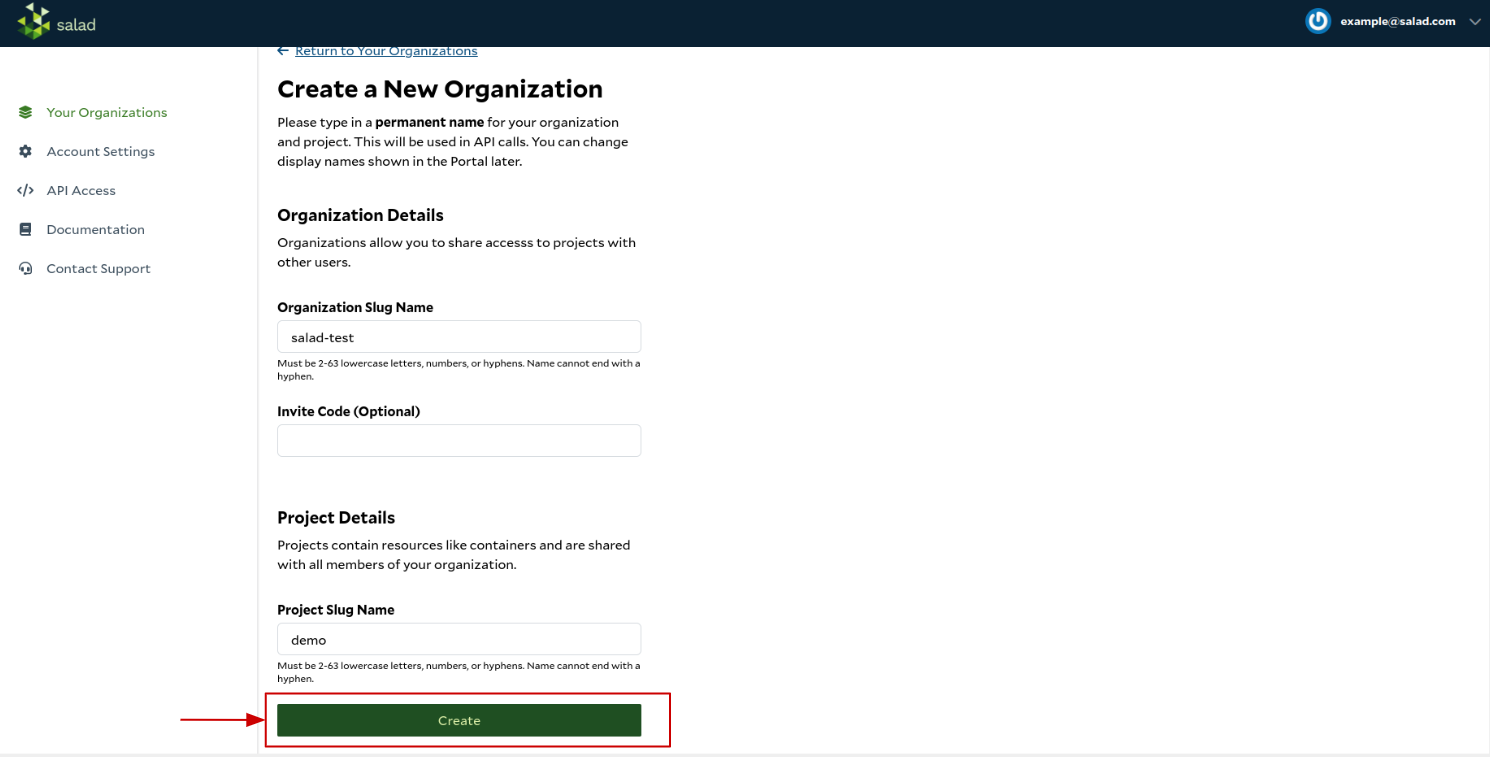 salad
example@salad.com
Return to Your Organizations
Your Organizations
Account Settings
API Access
Documentation
Contact Support
Create a New Organization
Please type in a permanent name for your organization
and project. This will be used in API calls. You can change
display names shown in the Portal later.
Organization Details
Organizations allow you to share accesss to projects with
other users.
Organization Slug Name
salad-test
Must be 2-63 lowercase letters, numbers, or hyphens. Name cannot end with a
hyphen.
Invite Code (Optional)
Project Details
Projects contain resources like containers and are shared
with all members of your organization.
Project Slug Name
demo
Must be 2-63 lowercase letters, numbers, or hyphens. Name cannot end with a
hyphen.
Create